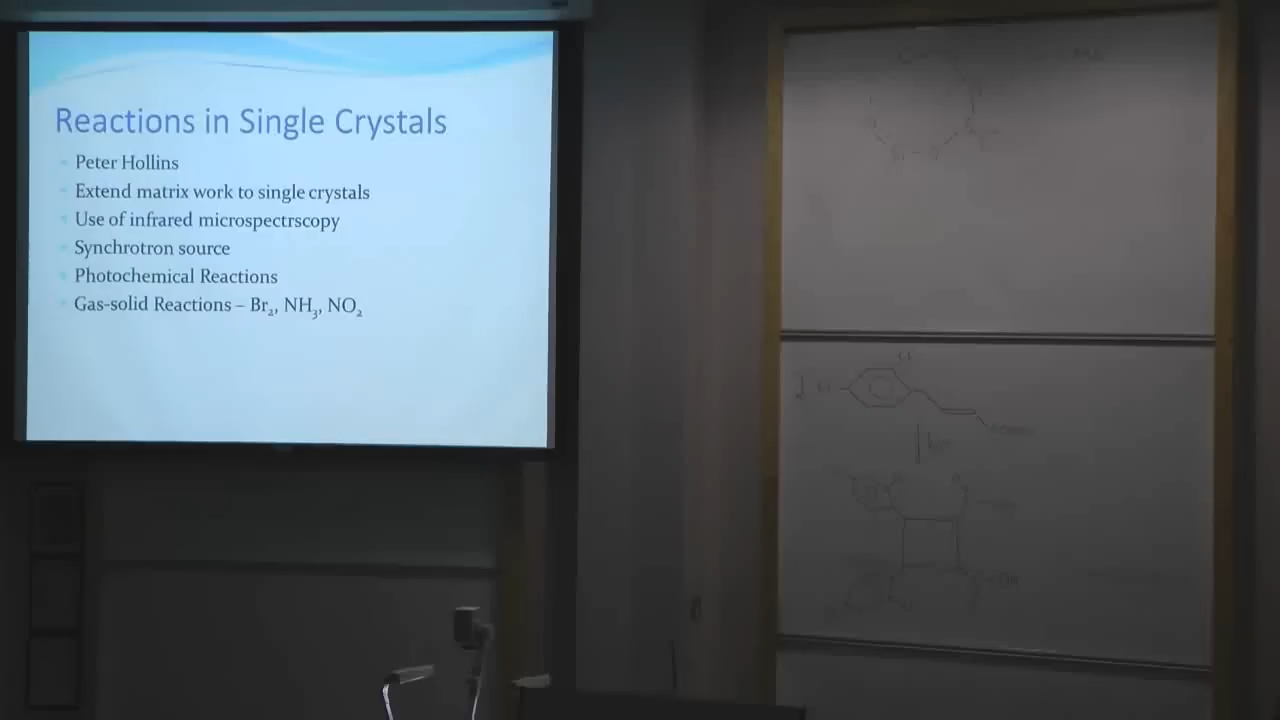 Reactions in Single Crystals
Peter Hollins
Extend matrix work to single crystals
Use of infrared microspectrscopy
Synchrotron source
Photochemical Reactions
Gas-solid Reactions – Br₂, NH₃, NO₂
Cl